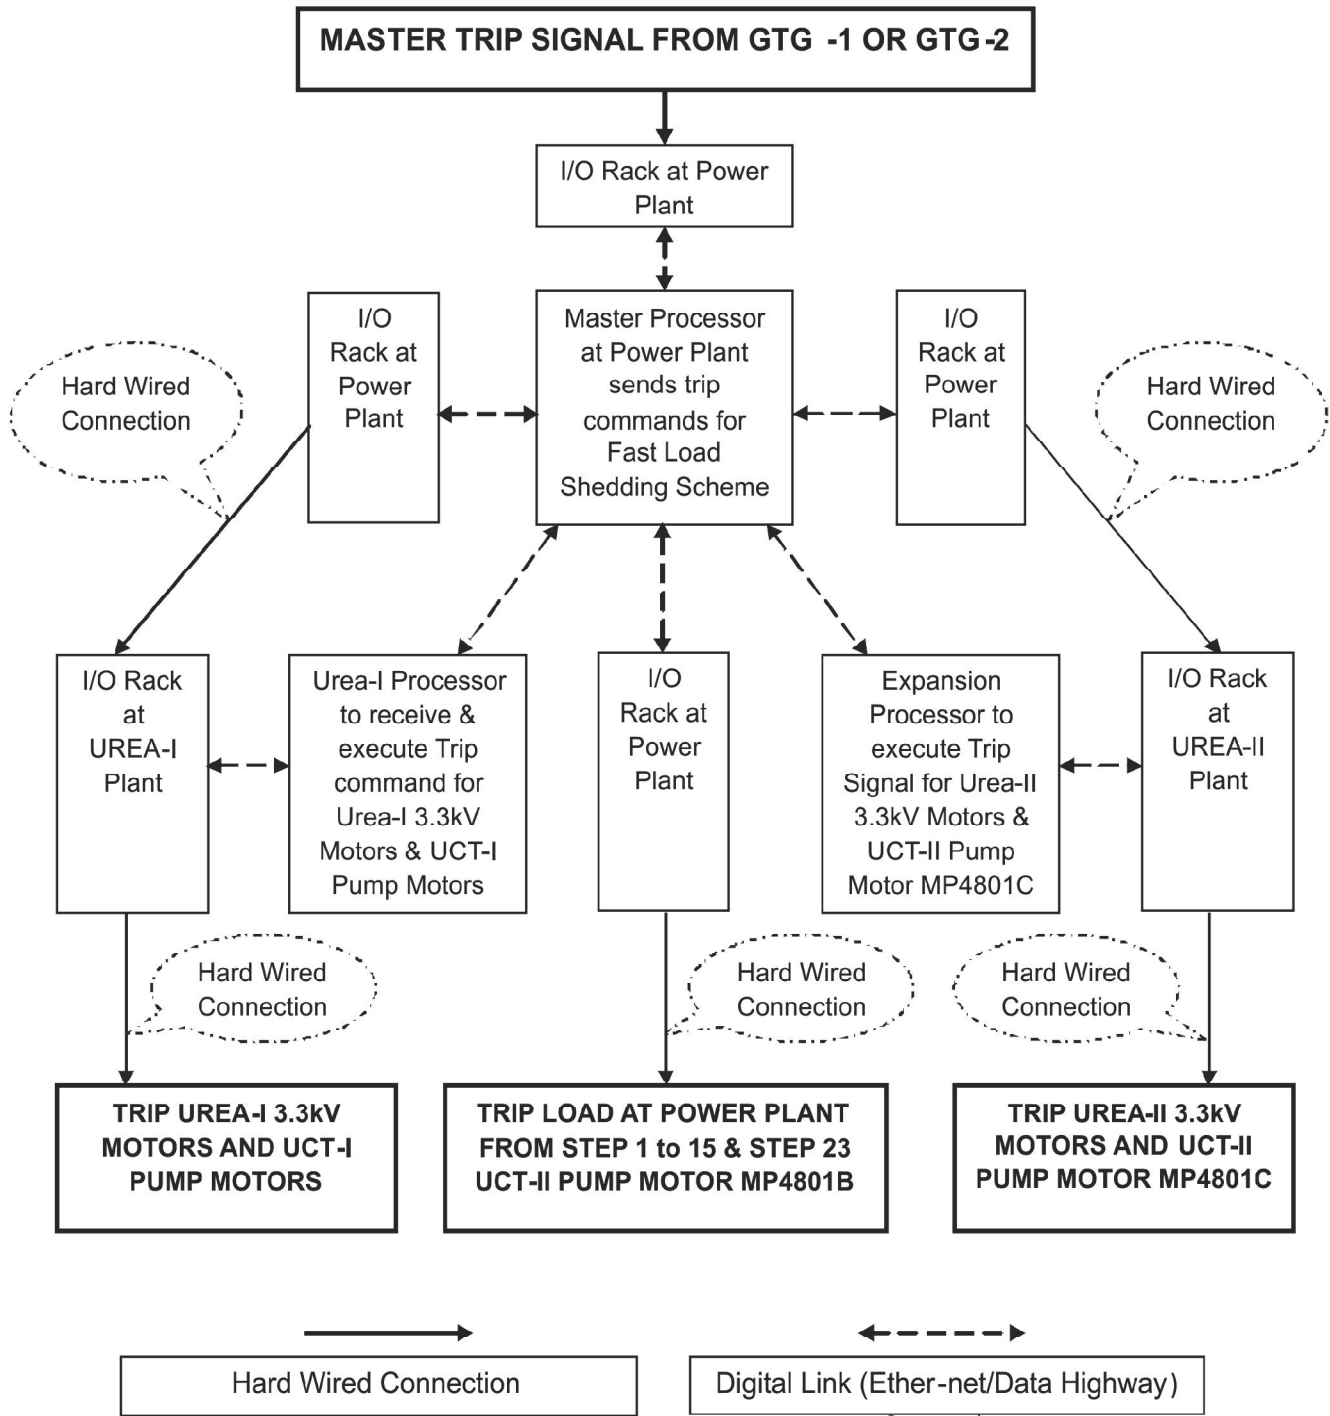 MASTER TRIP SIGNAL FROM GTG -1 OR GTG-2
I/O Rack at Power
Plant
I/O
Rack at
Power
Plant
Master Processor
at Power Plant
sends trip
commands for
Fast Load
Shedding Scheme
I/O
Rack at
Power
Plant
Hard Wired
Connection
Hard Wired
Connection
I/O Rack
at
UREA-I
Plant
Urea-I Processor
to receive &
execute Trip
command for
Urea-I 3.3kV
Motors & UCT-I
Pump Motors
I/O
Rack at
Power
Plant
Expansion
Processor to
execute Trip
Signal for Urea-II
3.3kV Motors &
UCT-II Pump
Motor MP4801C
I/O Rack
at
UREA-II
Plant
Hard Wired
Connection
Hard Wired
Connection
Hard Wired
Connection
TRIP UREA-I 3.3kV
MOTORS AND UCT-I
PUMP MOTORS
TRIP LOAD AT POWER PLANT
FROM STEP 1 to 15 & STEP 23
UCT-II PUMP MOTOR MP4801B
TRIP UREA-II 3.3kV
MOTORS AND UCT-II
PUMP MOTOR MP4801C
Hard Wired Connection
Digital Link (Ether-net/Data Highway)